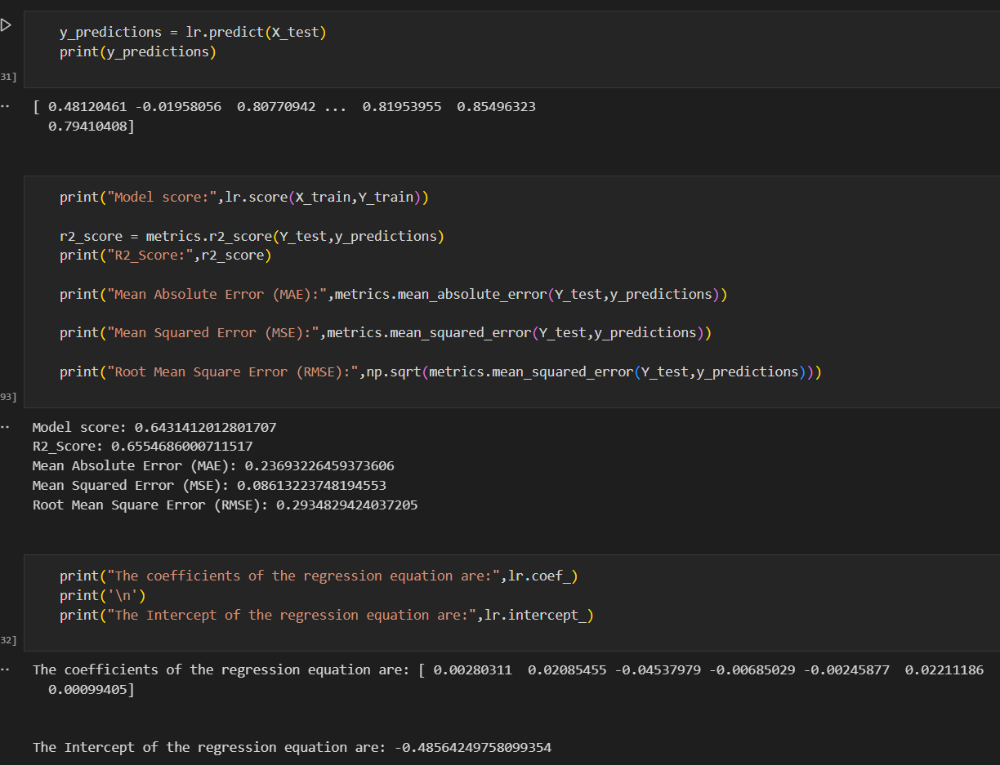 y_predictions = lr.predict(X_test)
print(y_predictions)
31]
[ 0.48120461 -0.01958056  0.80770942 ...  0.81953955  0.85496323
  0.79410408]
print("Model score:",lr.score(X_train,Y_train))
r2_score = metrics.r2_score(Y_test,y_predictions)
print("R2_Score:",r2_score)
print("Mean Absolute Error (MAE):",metrics.mean_absolute_error(Y_test,y_predictions))
print("Mean Squared Error (MSE):",metrics.mean_squared_error(Y_test,y_predictions))
print("Root Mean Square Error (RMSE):",np.sqrt(metrics.mean_squared_error(Y_test,y_predictions)))
93]
Model score: 0.6431412012801707
R2_Score: 0.6554686000711517
Mean Absolute Error (MAE): 0.23693226459373606
Mean Squared Error (MSE): 0.08613223748194553
Root Mean Square Error (RMSE): 0.2934829424037205
print("The coefficients of the regression equation are:",lr.coef_)
print('\n')
print("The Intercept of the regression equation are:",lr.intercept_)
32]
The coefficients of the regression equation are: [ 0.00280311  0.02085455 -0.04537979 -0.00685029 -0.00245877  0.02211186
  0.00099405]
The Intercept of the regression equation are: -0.48564249758099354